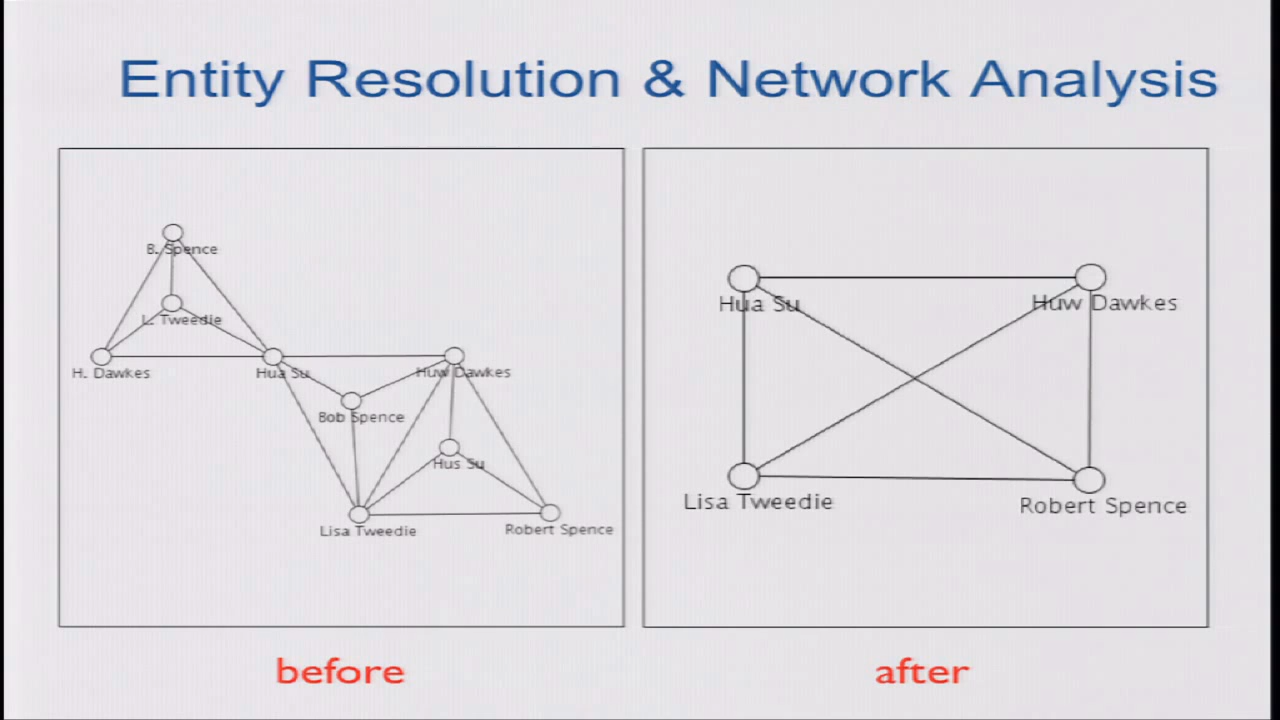 Entity Resolution & Network Analysis
B. Spence
L. Tweedie
H. Dawkes
Hua Su
Huw Dawkes
Bob Spence
Hus Su
Lisa Tweedie
Robert Spence
Hua Su
Huw Dawkes
Lisa Tweedie
Robert Spence
before
after